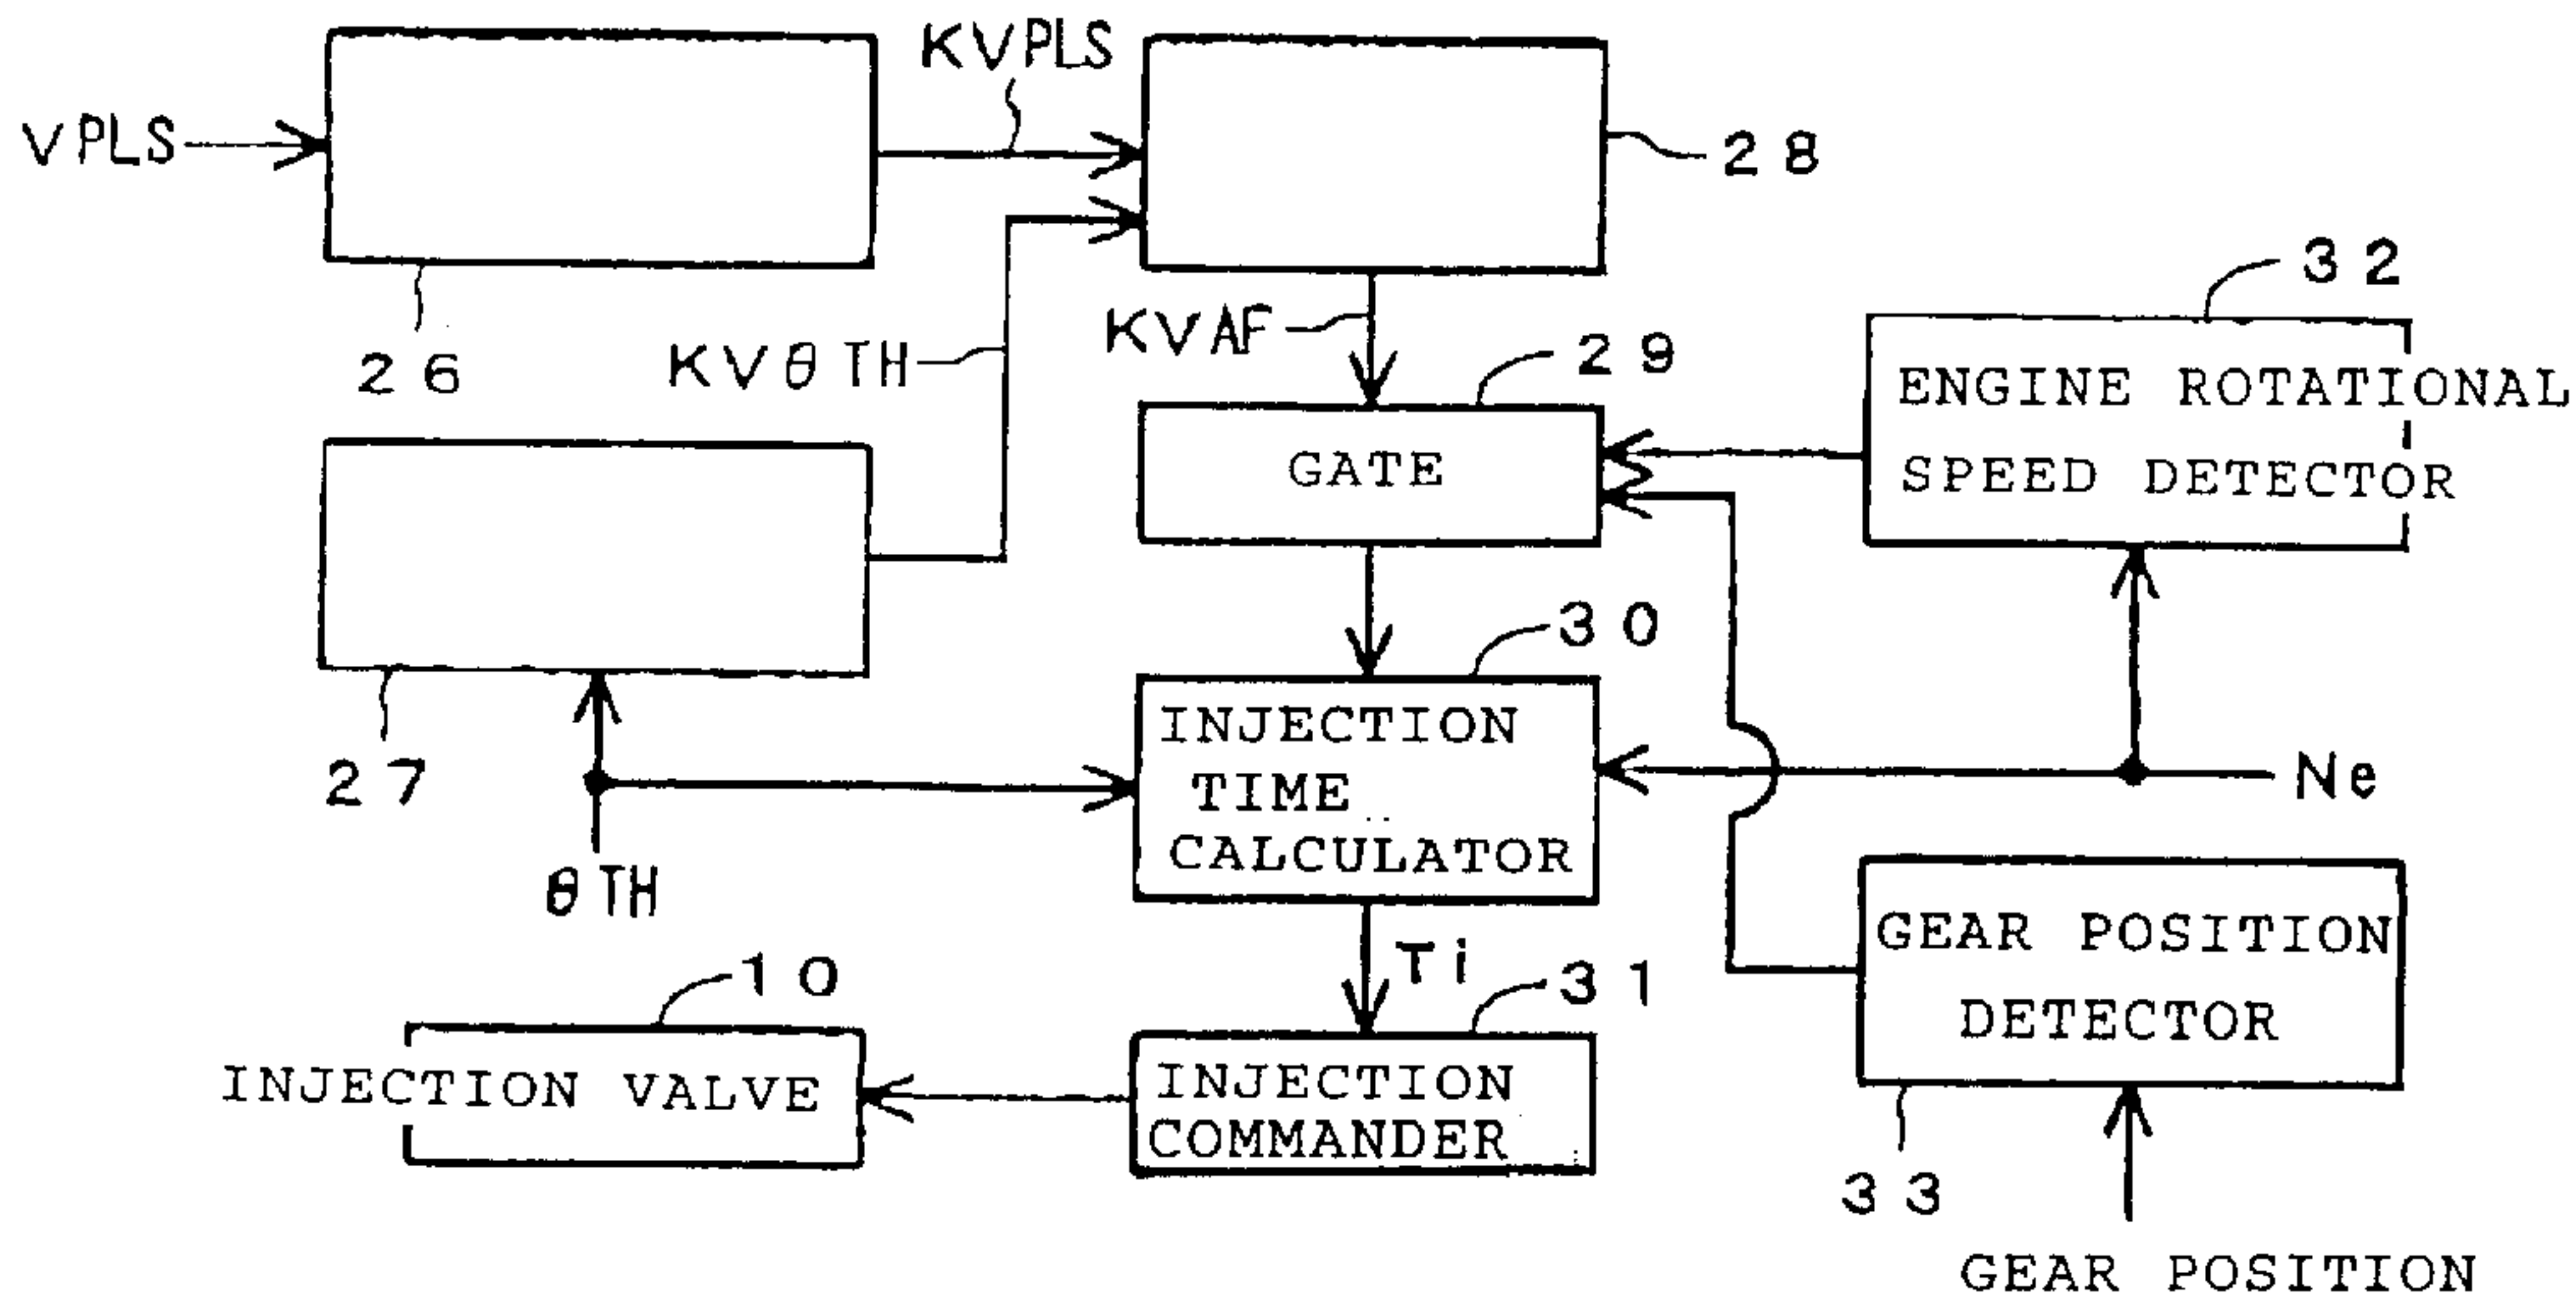 KVPLS
VPLS
28
26
KVθTH
KVAF
29
32
ENGINE ROTATIONAL
SPEED DETECTOR
GATE
27
θTH
30
INJECTION
TIME
CALCULATOR
Ne
Ti
10
31
INJECTION VALVE
INJECTION
COMMANDER
GEAR POSITION
DETECTOR
33
GEAR POSITION